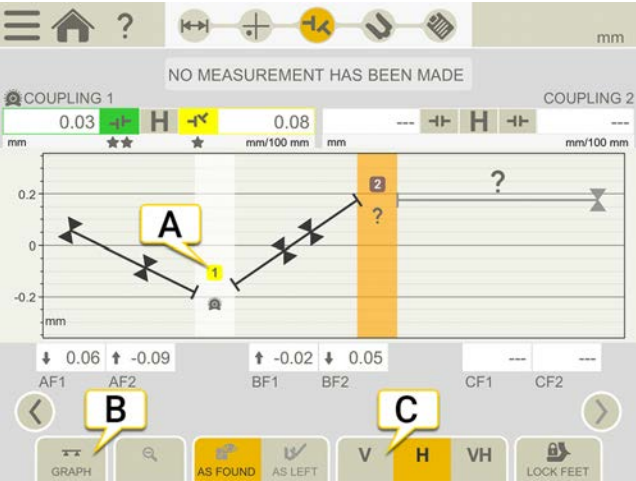 ?
mm
NO MEASUREMENT HAS BEEN MADE
COUPLING 1 COUPLING 2
0.03 H 0.08 --- H ---
mm mm/100 mm mm mm/100 mm
0.2
2
?
?
A
0
1
-0.2
mm
0.06 -0.09 -0.02 0.05 --- ---
AF1 AF2 BF1 BF2 CF1 CF2
B C
V H VH
GRAPH AS FOUND AS LEFT LOCK FEET